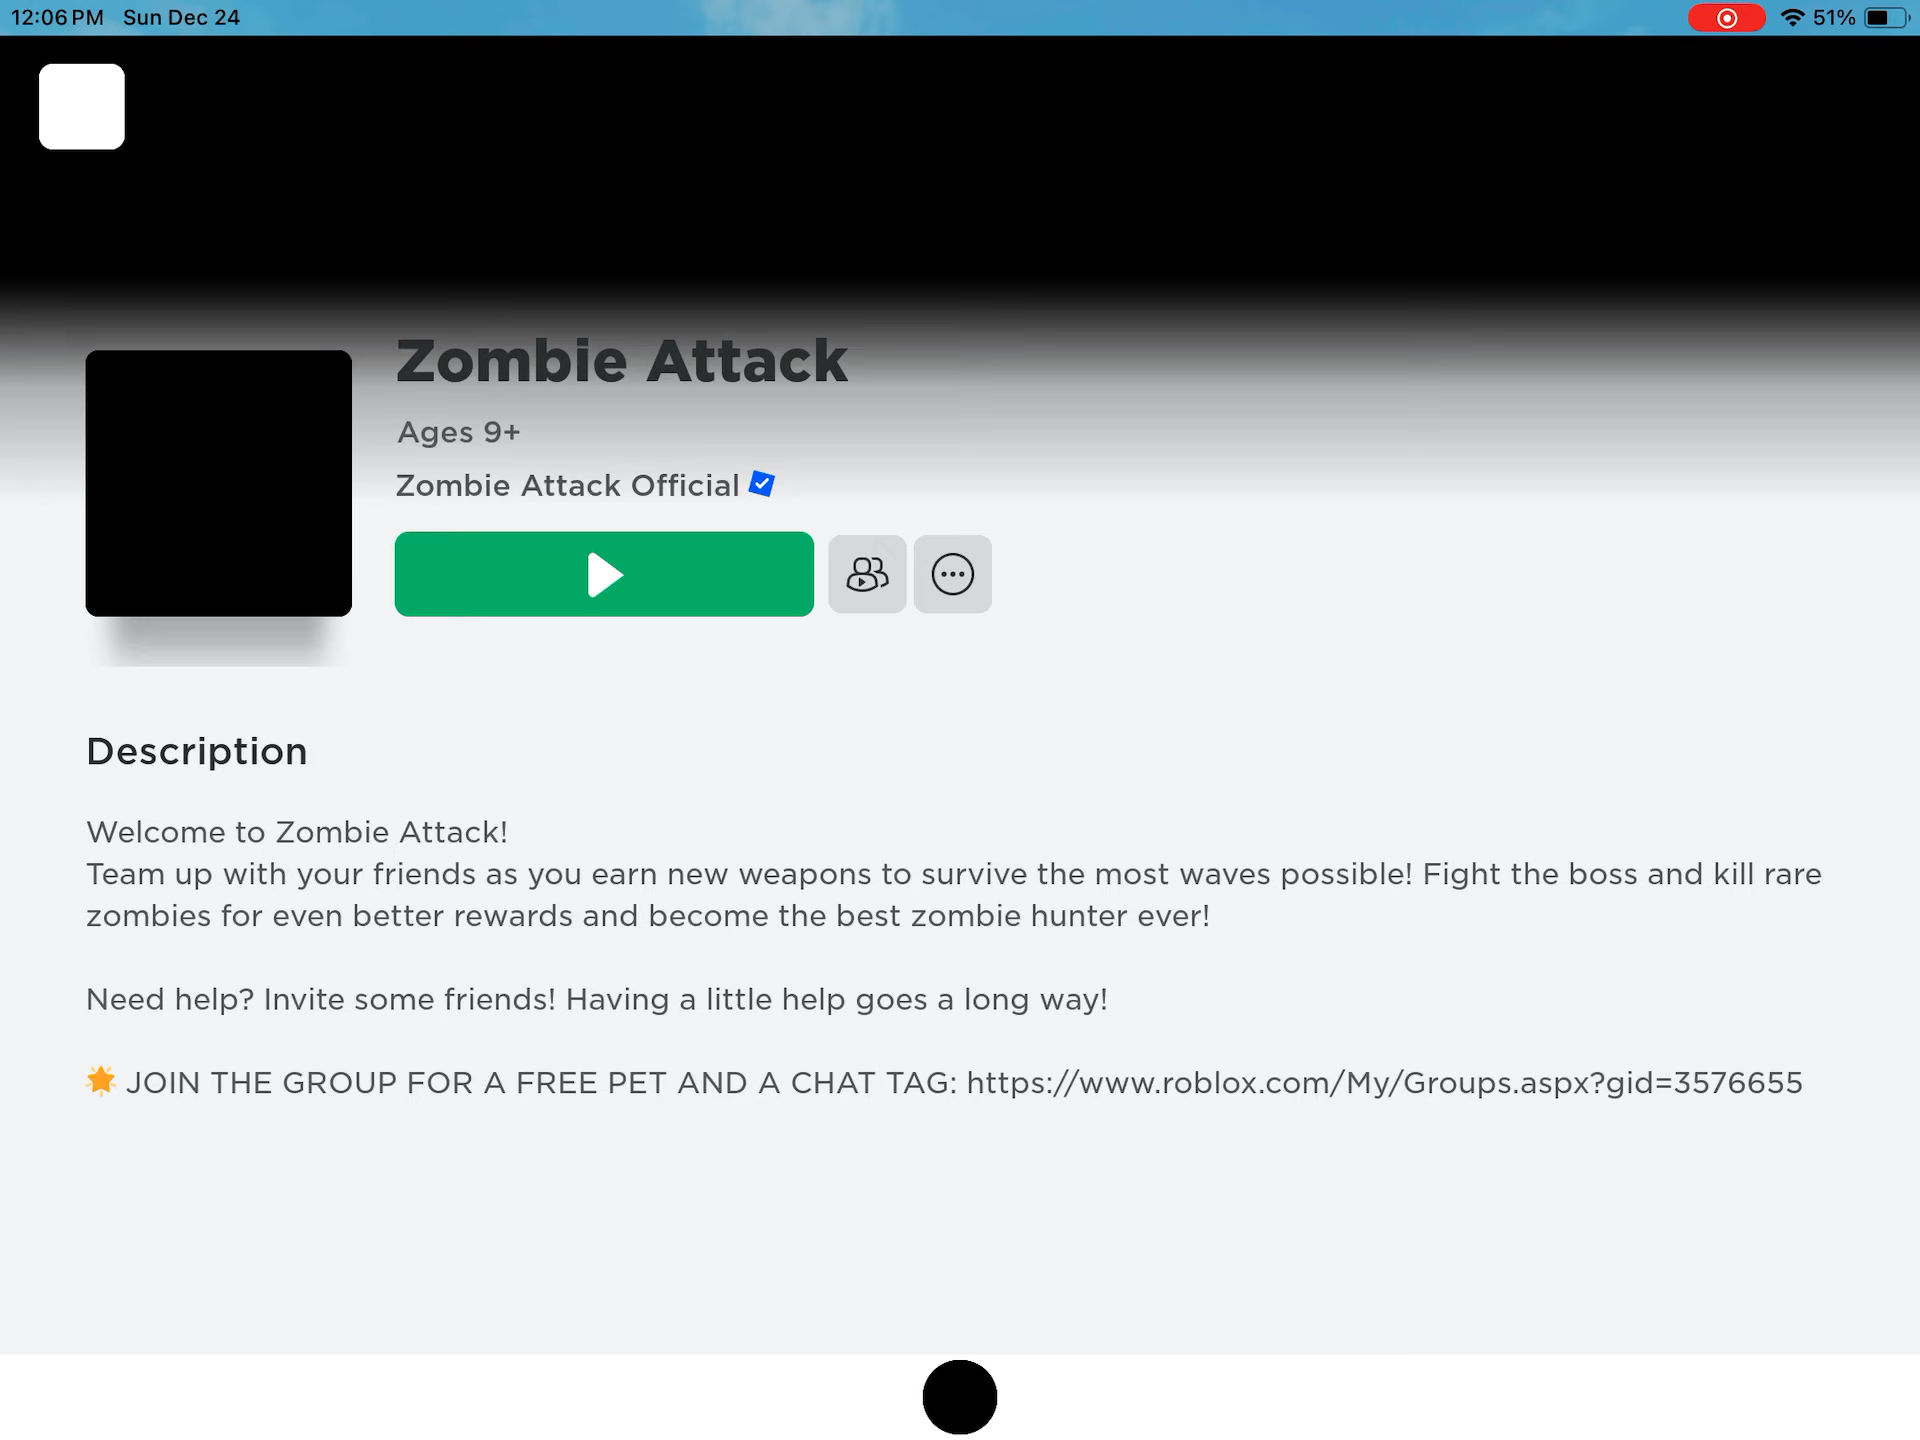 12:06 PM Sun Dec 24 51%
Zombie Attack
Ages 9+
Zombie Attack Official
Description
Welcome to Zombie Attack!
Team up with your friends as you earn new weapons to survive the most waves possible! Fight the boss and kill rare
zombies for even better rewards and become the best zombie hunter ever!
Need help? Invite some friends! Having a little help goes a long way!
🌟 JOIN THE GROUP FOR A FREE PET AND A CHAT TAG: https://www.roblox.com/My/Groups.aspx?gid=3576655